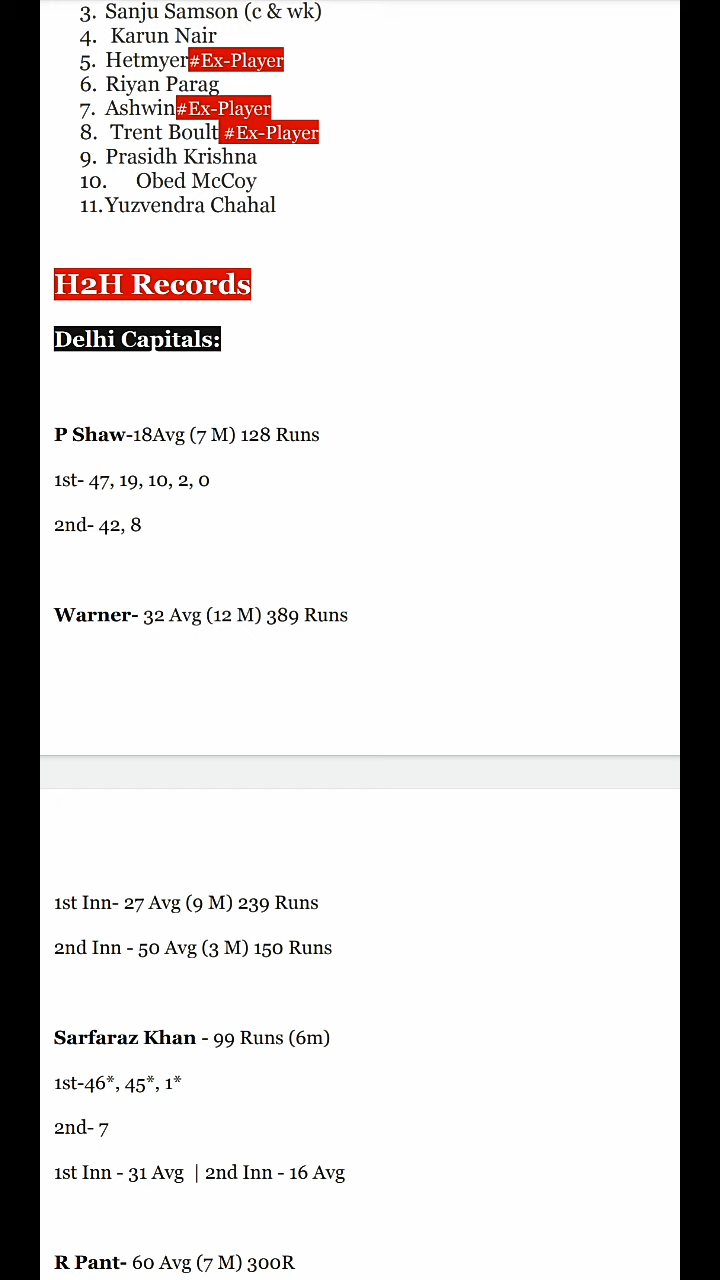 3. Sanju Samson (c & wk)
4. Karun Nair
5. Hetmyer#Ex-Player
6. Riyan Parag
7. Ashwin#Ex-Player
8. Trent Boult #Ex-Player
9. Prasidh Krishna
10. Obed McCoy
11. Yuzvendra Chahal
H2H Records
Delhi Capitals:
P Shaw-18Avg (7 M) 128 Runs
1st- 47, 19, 10, 2, 0
2nd- 42, 8
Warner- 32 Avg (12 M) 389 Runs
1st Inn- 27 Avg (9 M) 239 Runs
2nd Inn - 50 Avg (3 M) 150 Runs
Sarfaraz Khan - 99 Runs (6m)
1st-46*, 45*, 1*
2nd- 7
1st Inn - 31 Avg | 2nd Inn - 16 Avg
R Pant- 60 Avg (7 M) 300R